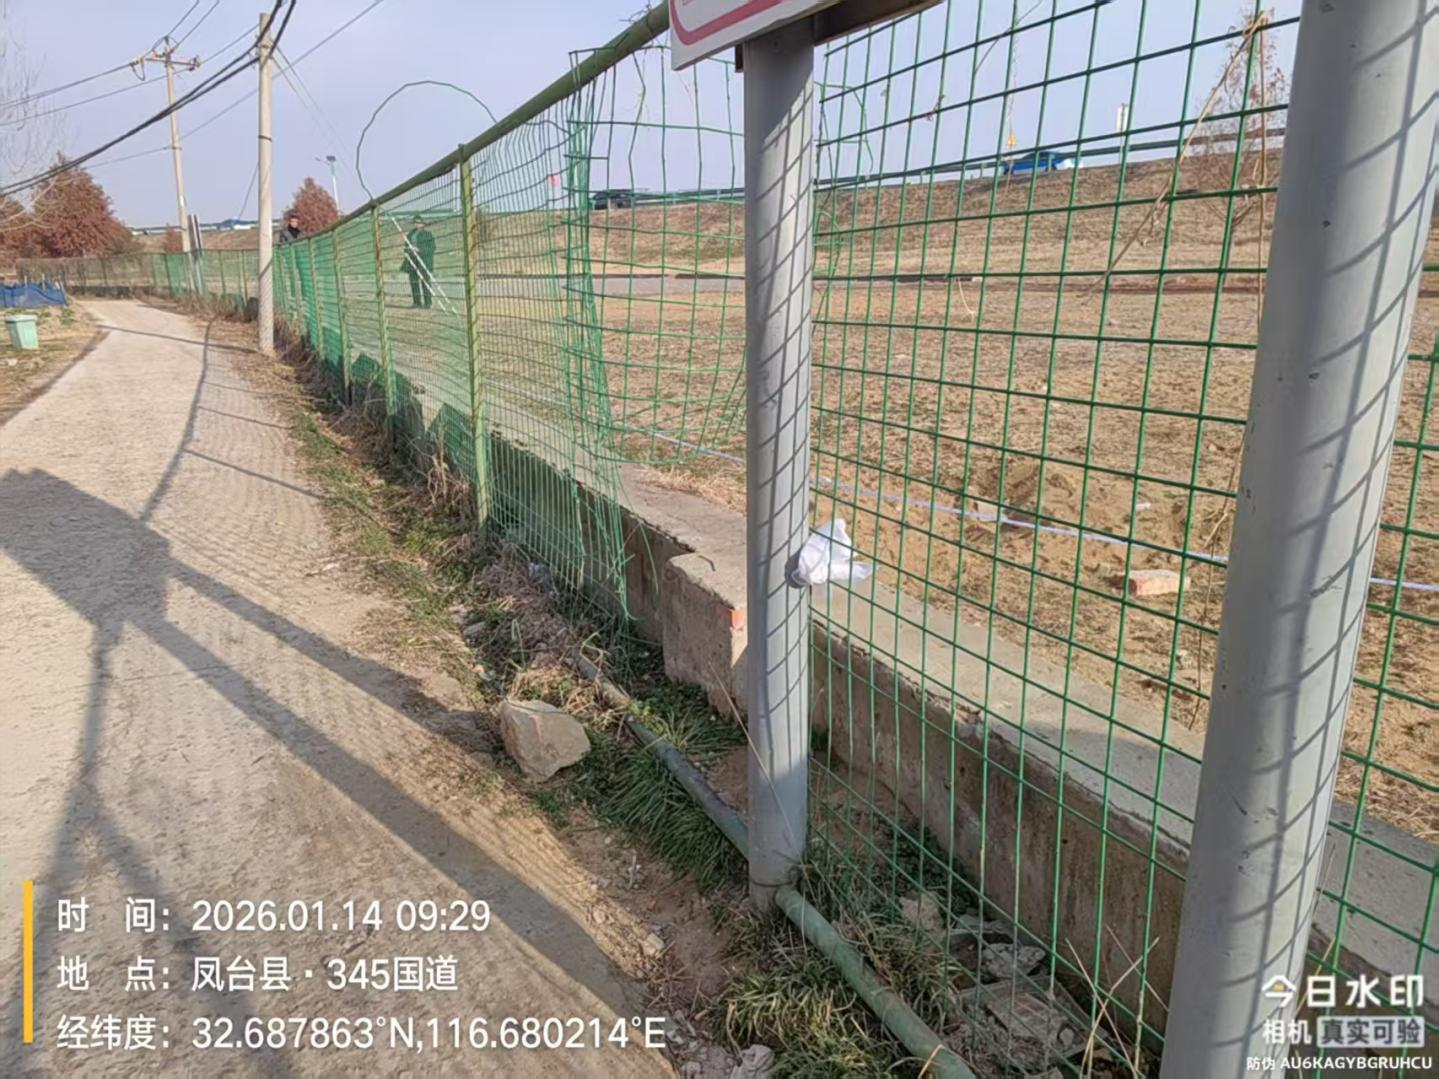 时 间：2026.01.14 09:29
地 点：凤台县·345国道
经纬度：32.687863°N,116.680214°E
今日水印
相机 真实可验
防伪 AU6KAGYBGRUHCU